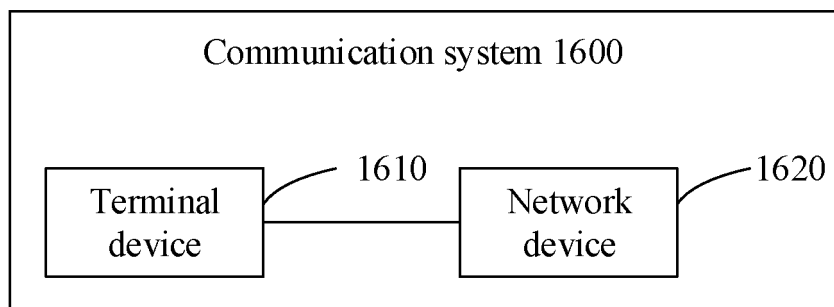 Communication system 1600
1610
1620
Terminal
device
Network
device